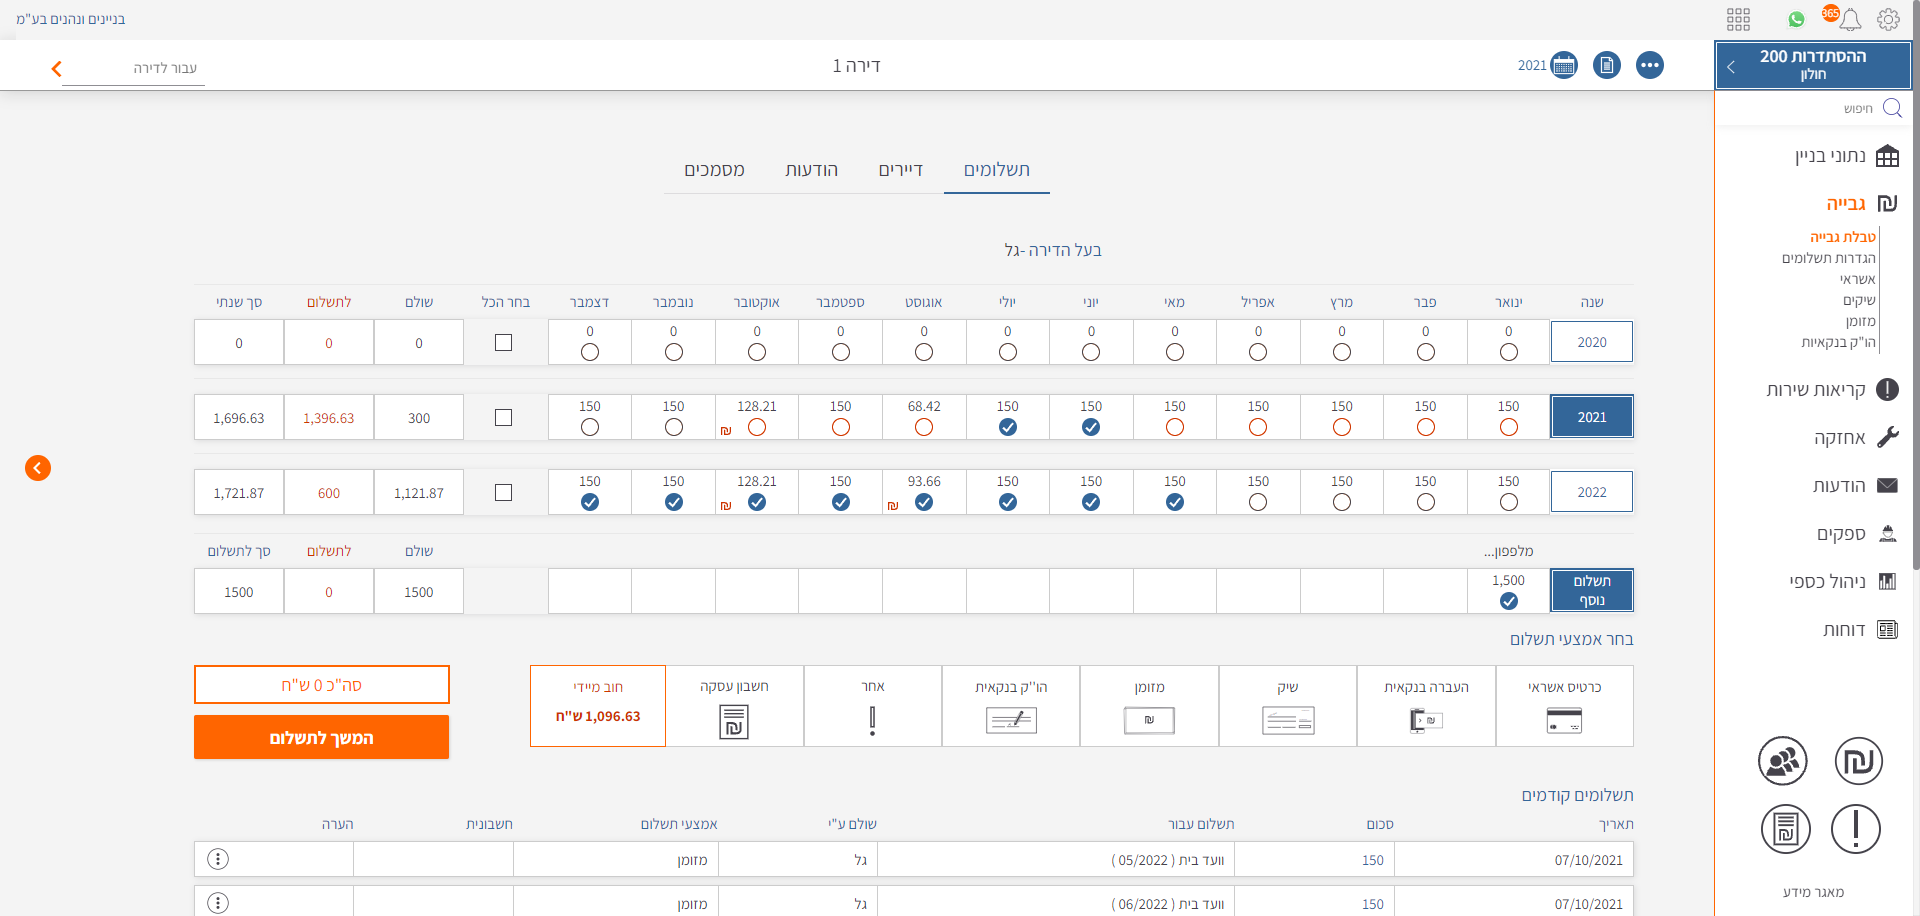 בניינים ונהנים בע"מ
365
ההסתדרות 200
חולון
2021
דירה 1
עבור לדירה
חיפוש
נתוני בניין
גבייה
טבלת גבייה
הגדרות תשלומים
אשראי
שיקים
מזומן
הו"ק בנקאיות
קריאות שירות
אחזקה
הודעות
ספקים
ניהול כספי
דוחות
מאגר מידע
תשלומים דיירים הודעות מסמכים
בעל הדירה -גל
שנה ינואר פבר מרץ אפריל מאי יוני יולי אוגוסט ספטמבר אוקטובר נובמבר דצמבר בחר הכל שולם לתשלום סך שנתי
2020 0 0 0 0 0 0 0 0 0 0 0 0 0 0 0
2021 150 150 150 150 150 150 150 68.42 150 128.21 ₪ 150 150 300 1,396.63 1,696.63
2022 150 150 150 150 150 150 150 93.66 ₪ 150 128.21 ₪ 150 150 1,121.87 600 1,721.87
מלפפון... שולם לתשלום סך לתשלום
תשלום נוסף 1,500 1500 0 1500
בחר אמצעי תשלום
כרטיס אשראי העברה בנקאית שיק מזומן הו''ק בנקאית אחר חשבון עסקה חוב מיידי
1,096.63 ש"ח
סה"כ 0 ש"ח
המשך לתשלום
תשלומים קודמים
תאריך סכום תשלום עבור שולם ע"י אמצעי תשלום חשבונית הערה
07/10/2021 150 וועד בית ( 05/2022 ) גל מזומן
07/10/2021 150 וועד בית ( 06/2022 ) גל מזומן